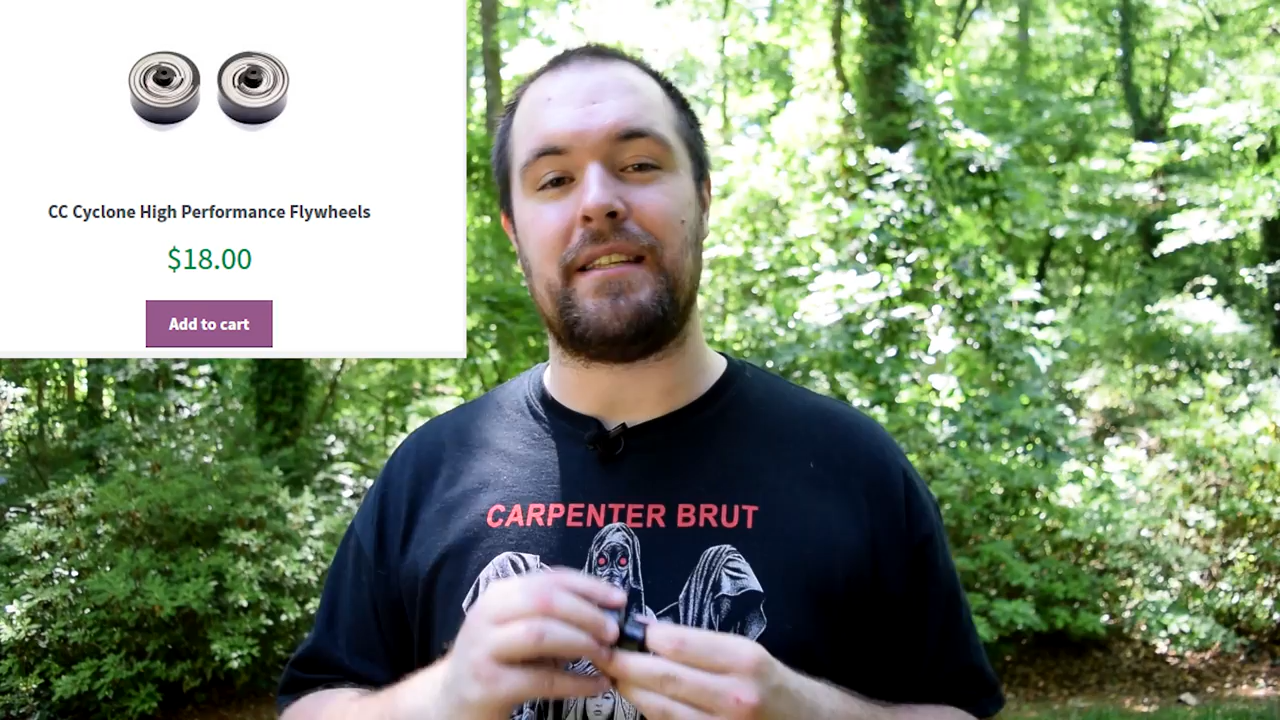 CC Cyclone High Performance Flywheels
$18.00
Add to cart
CARPENTER BRUT